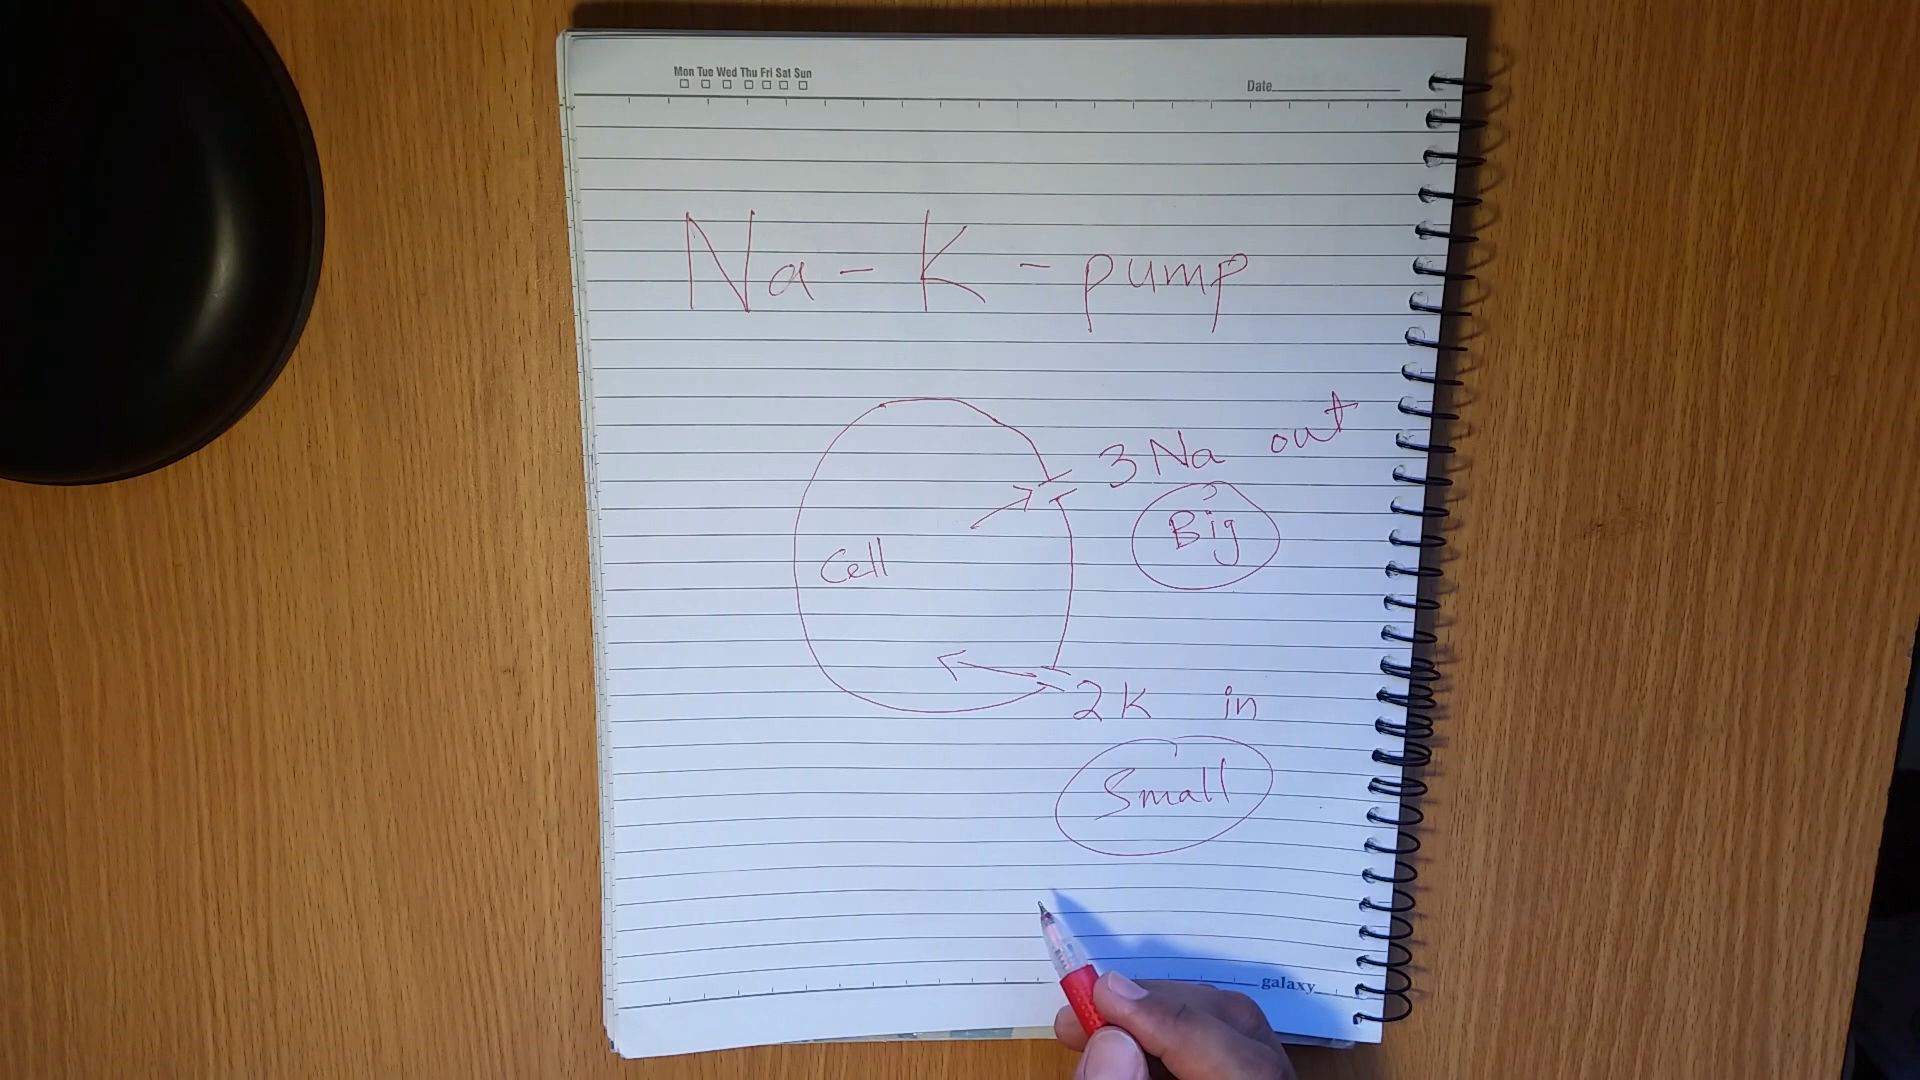 Mon Tue Wed Thu Fri Sat Sun
Date
Na - K - pump
3 Na out
Big
Cell
2 K in
Small
galaxy